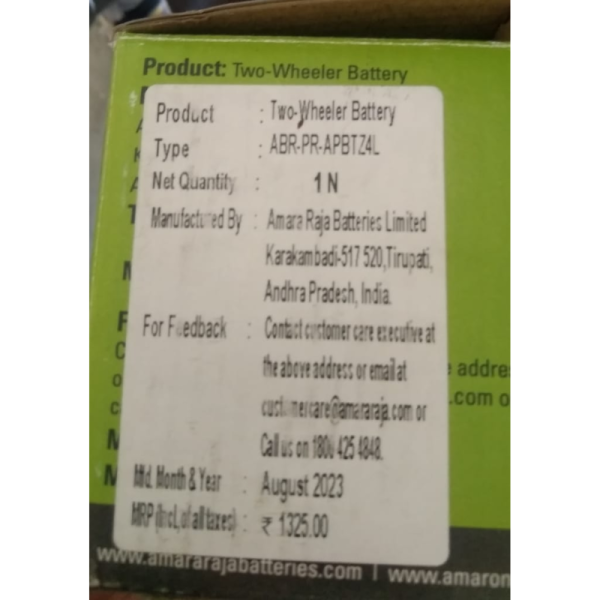 Product: Two-Wheeler Battery
Product : Two-Wheeler Battery
Type : ABR-PR-APBTZ4L
Net Quantity : 1 N
Manufactured By : Amara Raja Batteries Limited
Karakambadi-517 520,Tirupati,
Andhra Pradesh, India.
For Feedback : Contact customer care executive at
the above address or email at
customercare@amararaja.com or
Call us on 1800 425 4848.
Mfd. Month & Year : August 2023
MRP (Incl, of all taxes) : ₹ 1325.00
addre
.com o
www.amararajabatteries.com | www.amaron